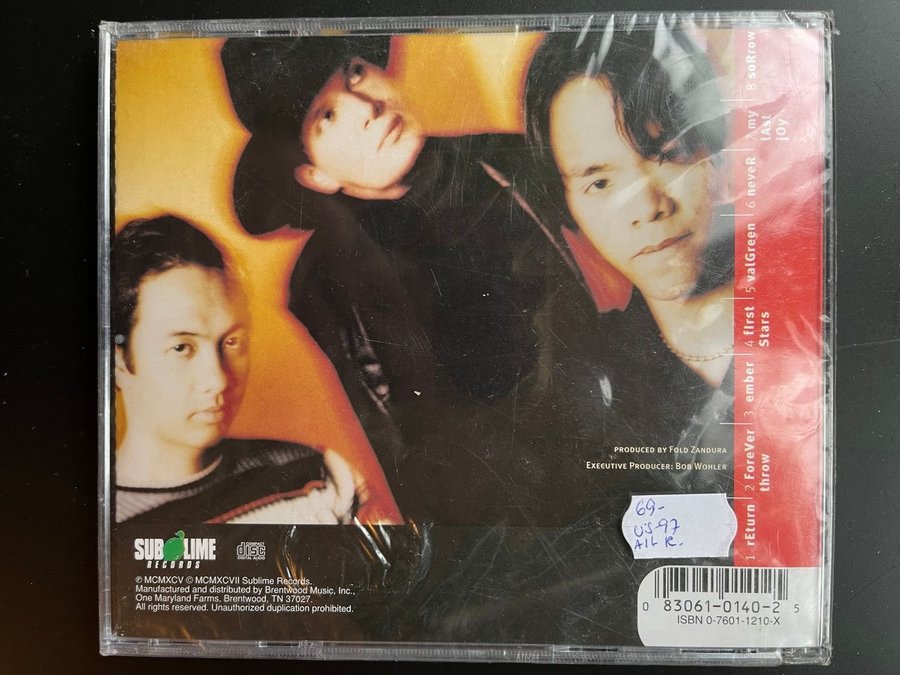 1 rEturn
2 ForeVer
throw
3 ember
4 fIrst
Stars
5 valGreen
6 neveR
7 my
lAst
jOy
8 soRrow
PRODUCED BY FOLD ZANDURA
EXECUTIVE PRODUCER: BOB WOHLER
69-
US-97
Alt R.
SUBLIME
RECORDS
COMPACT
disc
DIGITAL AUDIO
℗ MCMXCV © MCMXCVII Sublime Records.
Manufactured and distributed by Brentwood Music, Inc.,
One Maryland Farms, Brentwood, TN 37027.
All rights reserved. Unauthorized duplication prohibited.
0 83061-0140-2 5
ISBN 0-7601-1210-X